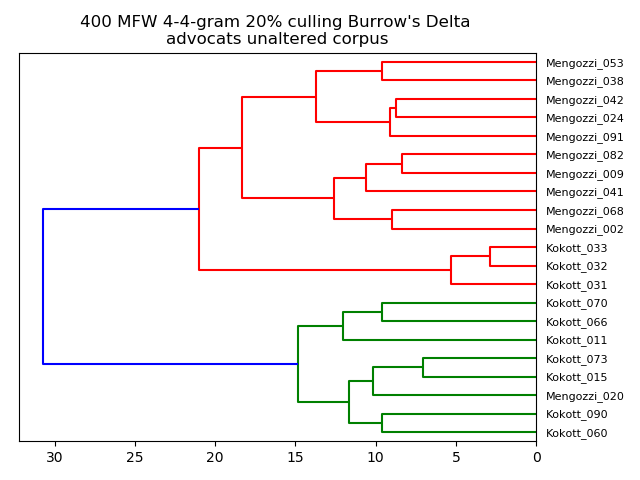 400 MFW 4-4-gram 20% culling Burrow's Delta
advocats unaltered corpus
Mengozzi_053
Mengozzi_038
Mengozzi_042
Mengozzi_024
Mengozzi_091
Mengozzi_082
Mengozzi_009
Mengozzi_041
Mengozzi_068
Mengozzi_002
Kokott_033
Kokott_032
Kokott_031
Kokott_070
Kokott_066
Kokott_011
Kokott_073
Kokott_015
Mengozzi_020
Kokott_090
Kokott_060
30 25 20 15 10 5 0